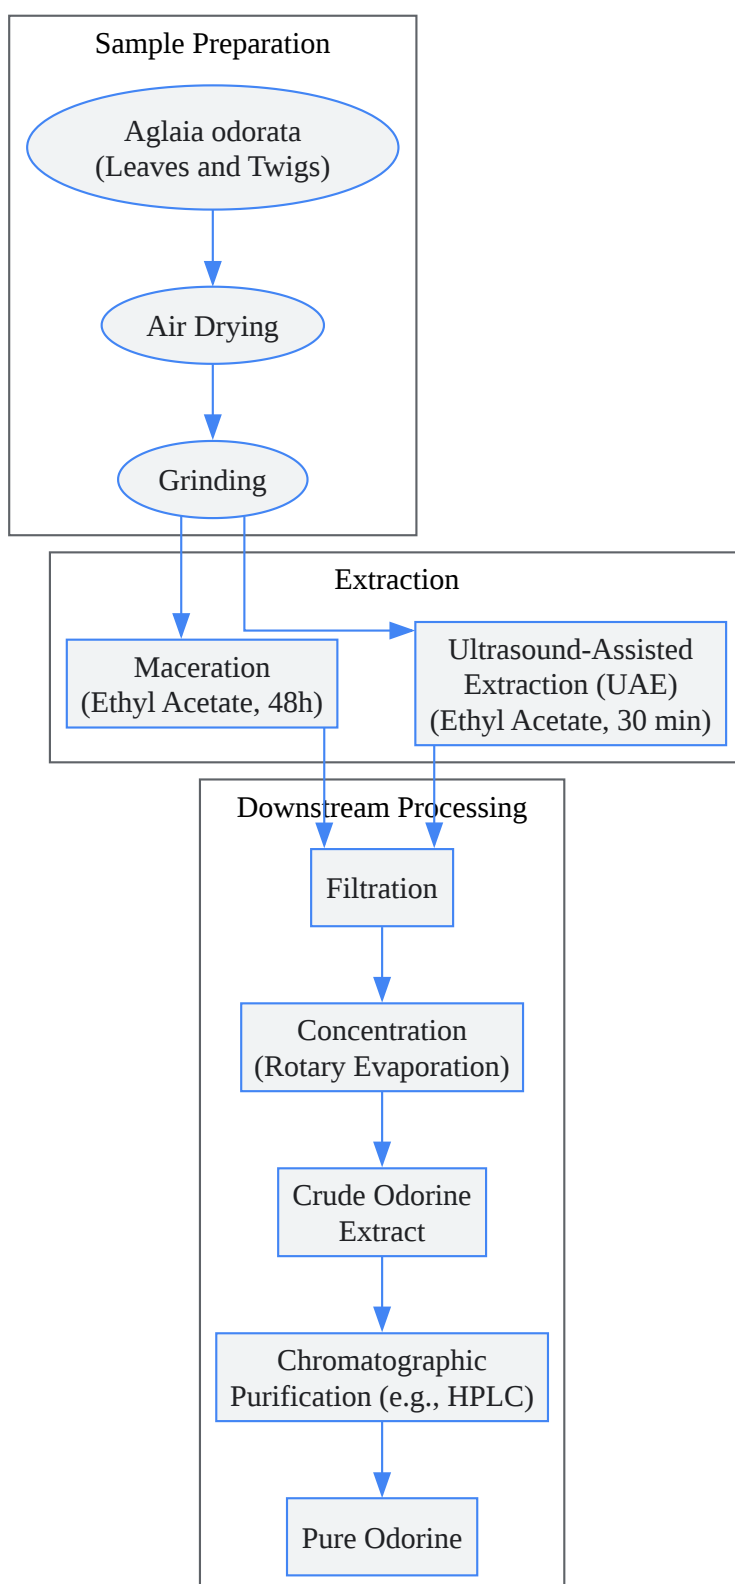 Sample Preparation
Aglaia odorata
(Leaves and Twigs)
Air Drying
Grinding
Extraction
Maceration
(Ethyl Acetate, 48h)
Ultrasound-Assisted
Extraction (UAE)
(Ethyl Acetate, 30 min)
Downstream Processing
Filtration
Concentration
(Rotary Evaporation)
Crude Odorine
Extract
Chromatographic
Purification (e.g., HPLC)
Pure Odorine